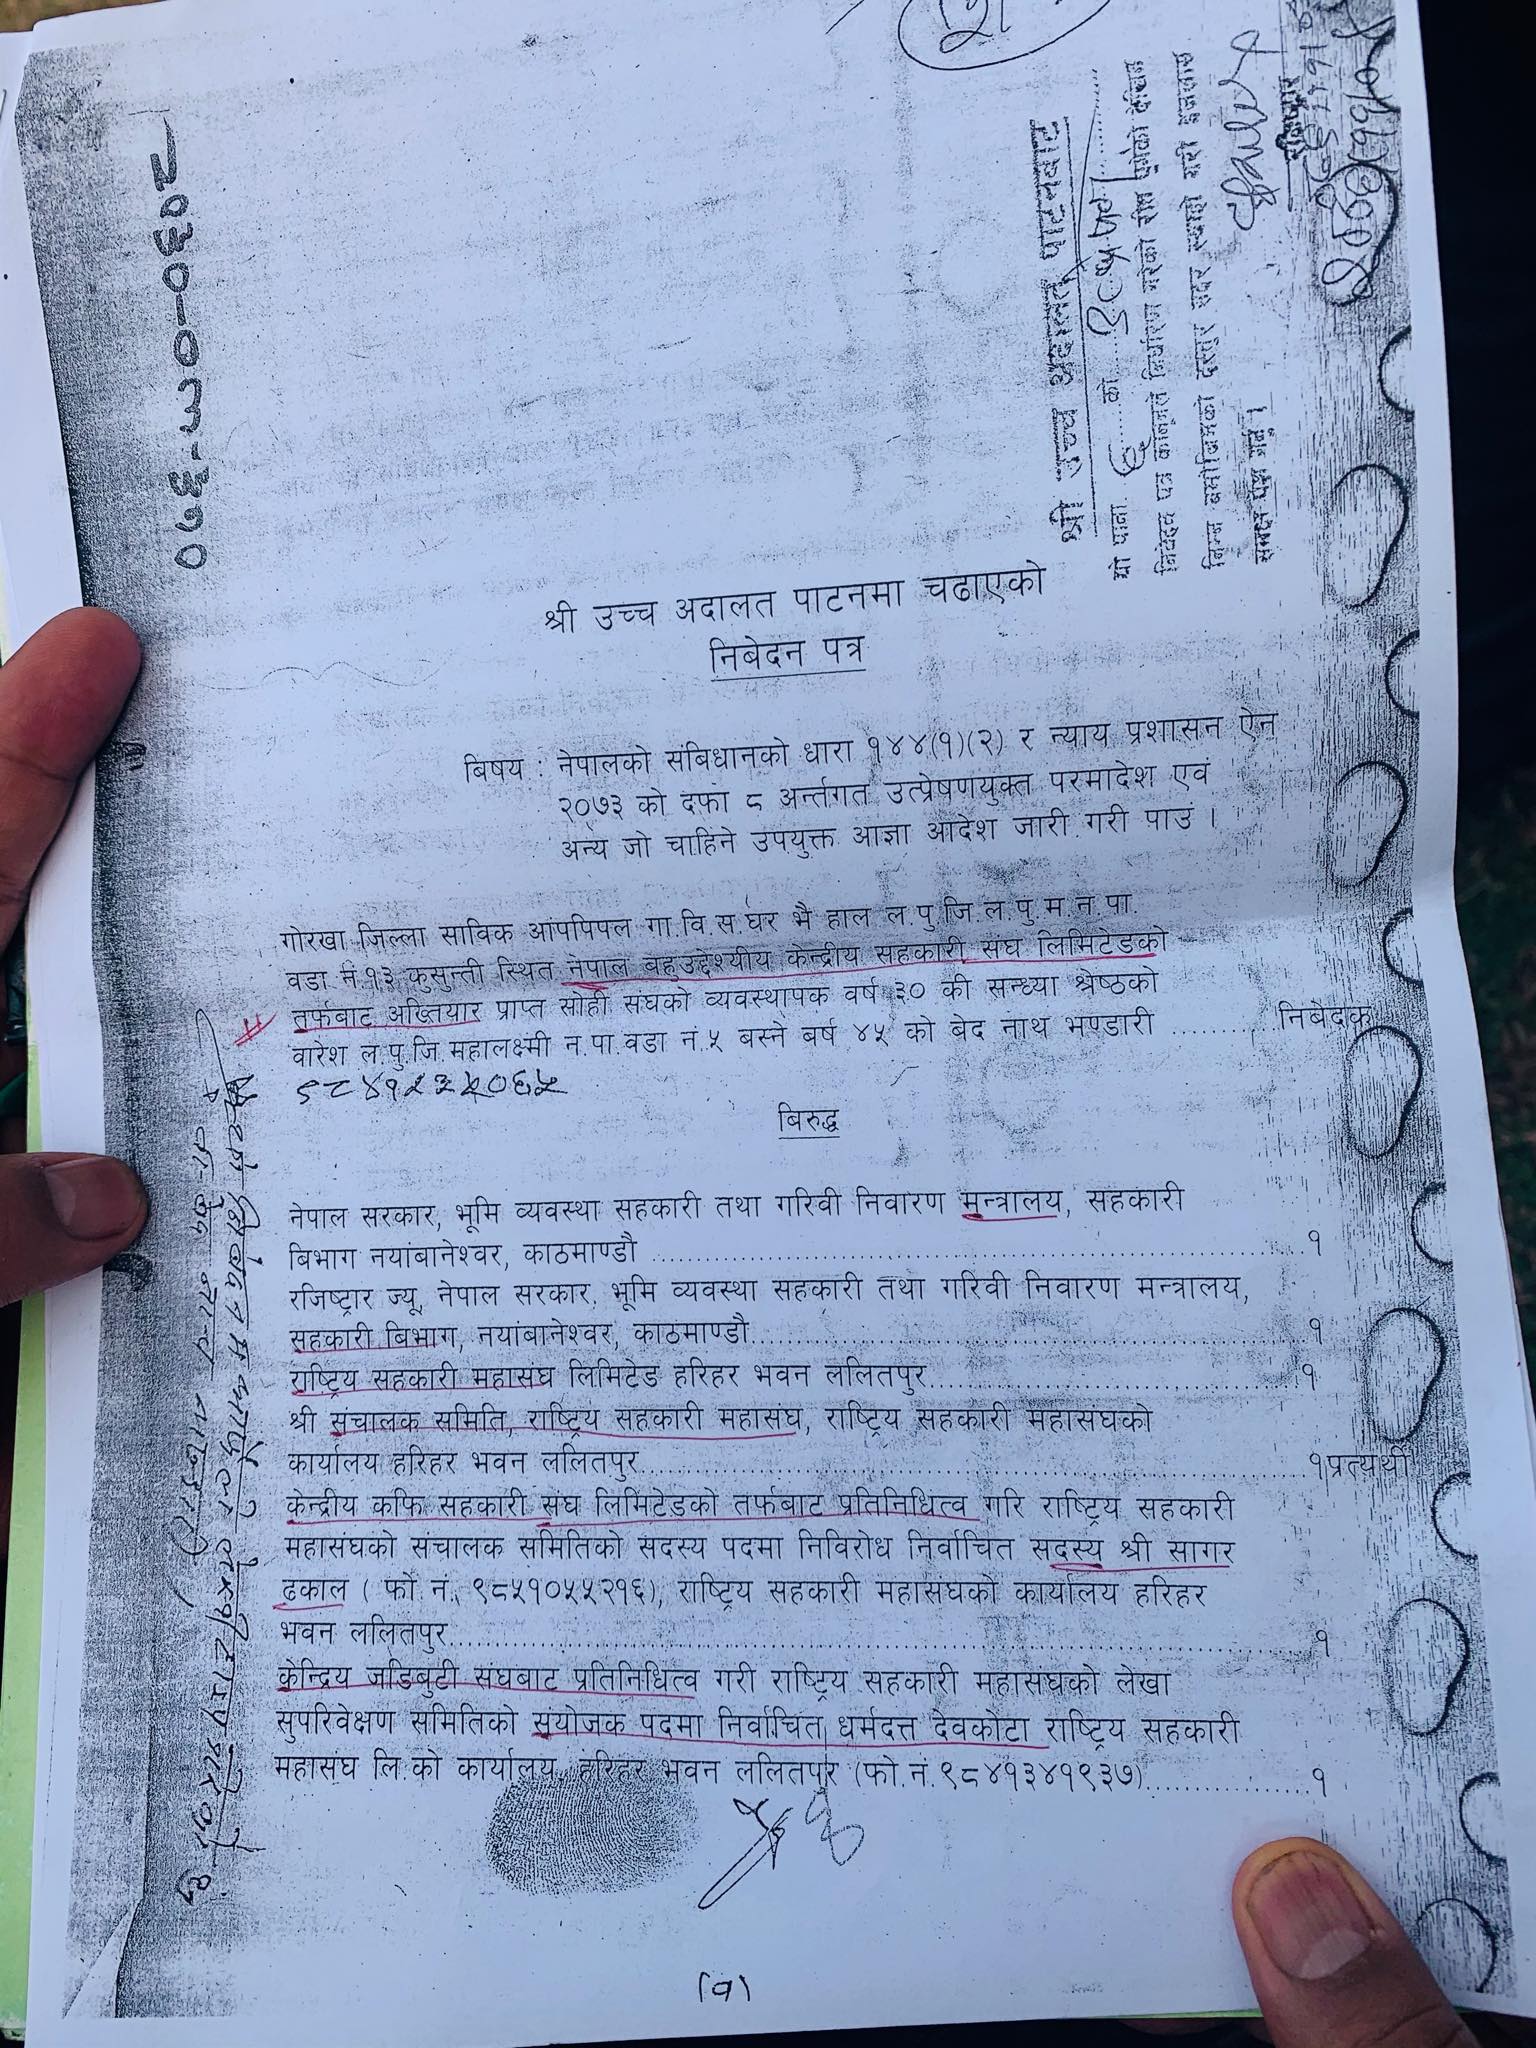 ०७६-WO-०६०८
श्री उच्च अदालत पाटनबाट
श्री उच्च अदालत पाटनमा चढाएको
निबेदन पत्र
बिषय : नेपालको संबिधानको धारा १४४(१)(२) र न्याय प्रशासन ऐन
२०७३ को दफा ८ अर्न्तगत उत्प्रेषणयुक्त परमादेश एवं
अन्य जो चाहिने उपयुक्त आज्ञा आदेश जारी गरी पाउं ।
गोरखा जिल्ला साविक आंपपिपल गा.वि.स.घर भै हाल ल.पु.जि.ल.पु.म.न.पा.
वडा नं.१३ कुसुन्ती स्थित नेपाल बहुउद्देश्यीय केन्द्रीय सहकारी संघ लिमिटेडको
तर्फबाट अख्तियार प्राप्त सोही संघको व्यवस्थापक वर्ष ३० की सन्ध्या श्रेष्ठको
वारेश ल.पु.जि.महालक्ष्मी न.पा.वडा नं.५ बस्ने बर्ष ४५ को बेद नाथ भण्डारी .......... निबेदक
९८४१२३५०६५
बिरुद्ध
नेपाल सरकार, भूमि व्यवस्था सहकारी तथा गरिवी निवारण मन्त्रालय, सहकारी
बिभाग नयांबानेश्वर, काठमाण्डौ..........१
रजिष्ट्रार ज्यू, नेपाल सरकार, भूमि व्यवस्था सहकारी तथा गरिवी निवारण मन्त्रालय,
सहकारी बिभाग, नयांबानेश्वर, काठमाण्डौ..........१
राष्ट्रिय सहकारी महासंघ लिमिटेड हरिहर भवन ललितपुर..........१
श्री संचालक समिति, राष्ट्रिय सहकारी महासंघ, राष्ट्रिय सहकारी महासंघको
कार्यालय हरिहर भवन ललितपुर..........१प्रत्यर्थी
केन्द्रीय कफि सहकारी संघ लिमिटेडको तर्फबाट प्रतिनिधित्व गरि राष्ट्रिय सहकारी
महासंघको संचालक समितिको सदस्य पदमा निविरोध निर्वाचित सदस्य श्री सागर
ढकाल ( फो नं. ९८५१०५५२१६), राष्ट्रिय सहकारी महासंघको कार्यालय हरिहर
भवन ललितपुर..........१
केन्द्रिय जडिबुटी संघबाट प्रतिनिधित्व गरी राष्ट्रिय सहकारी महासंघको लेखा
सुपरिवेक्षण समितिको संयोजक पदमा निर्वाचित धर्मदत्त देवकोटा राष्ट्रिय सहकारी
महासंघ लि.को कार्यालय, हरिहर भवन ललितपुर (फो.नं.९८४१३४१९३७)..........१
(१)